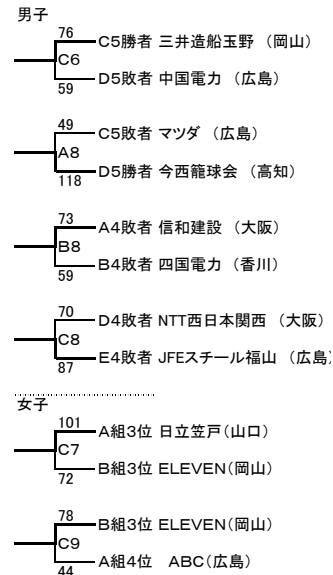 男子
76
C5勝者 三井造船玉野 （岡山）
C6
D5敗者 中国電力 （広島）
59
49
C5敗者 マツダ （広島）
A8
D5勝者 今西籠球会 （高知）
118
73
A4敗者 信和建設 （大阪）
B8
B4敗者 四国電力 （香川）
59
70
D4敗者 NTT西日本関西 （大阪）
C8
E4敗者 JFEスチール福山 （広島）
87
女子
101
A組3位 日立笠戸（山口）
C7
B組3位 ELEVEN（岡山）
72
78
B組3位 ELEVEN（岡山）
C9
A組4位 ABC（広島）
44